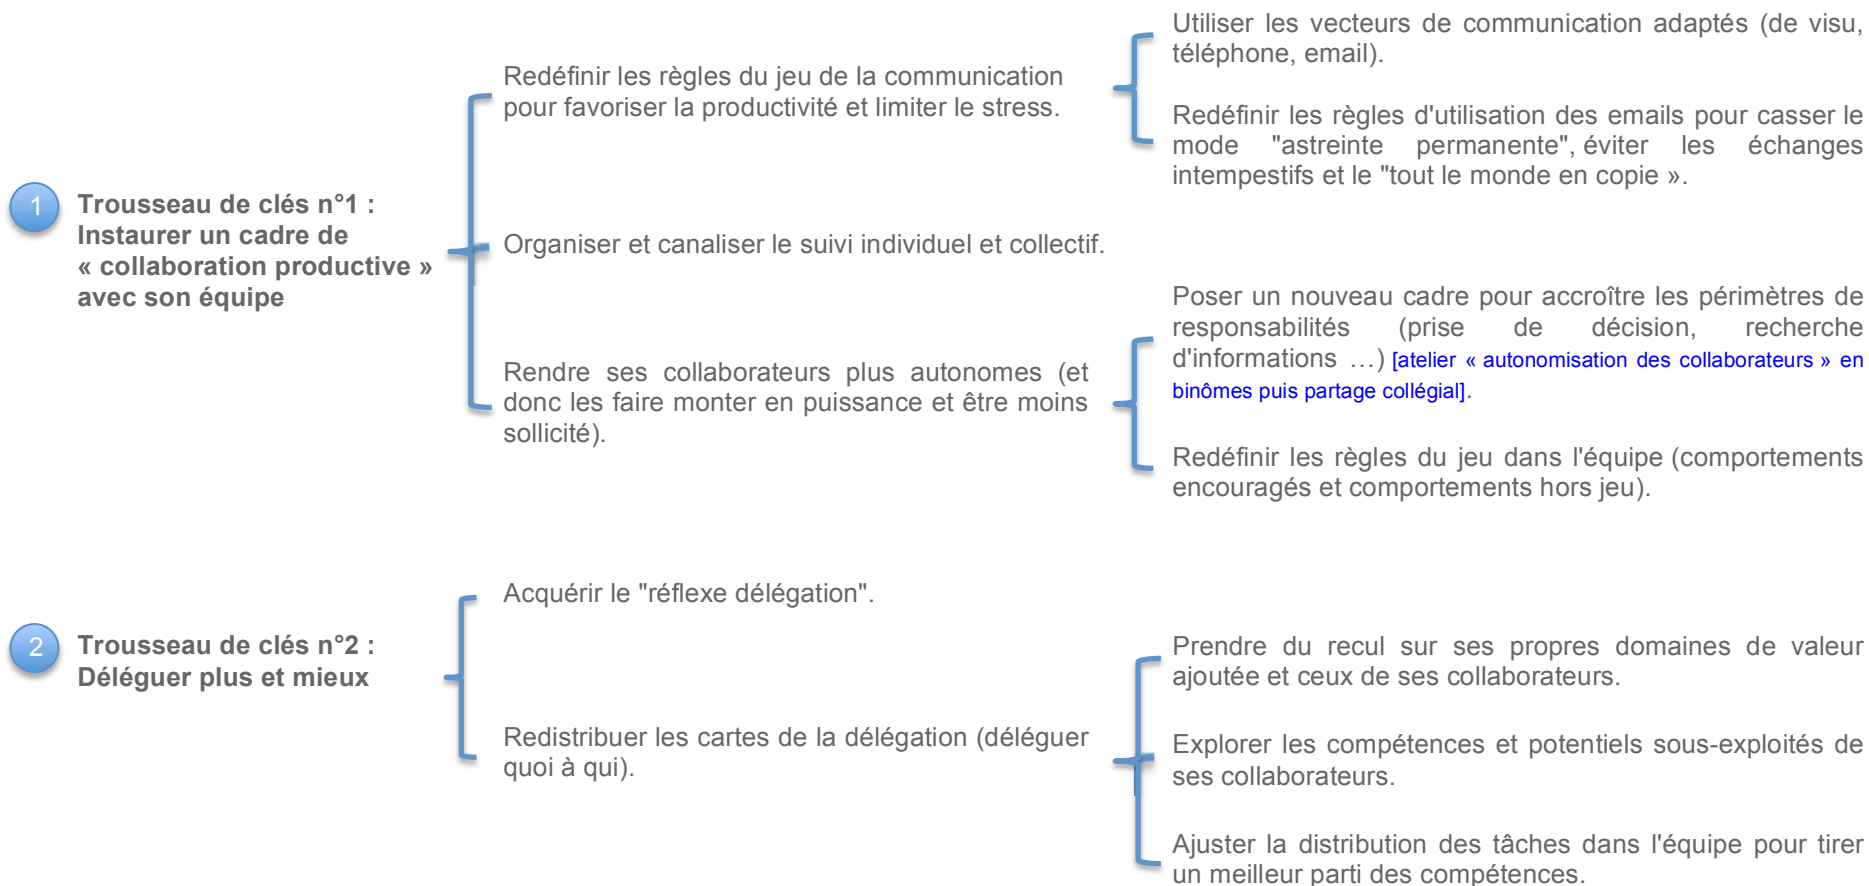 1
Trousseau de clés n°1 :
Instaurer un cadre de
« collaboration productive »
avec son équipe
Redéfinir les règles du jeu de la communication
pour favoriser la productivité et limiter le stress.
Utiliser les vecteurs de communication adaptés (de visu,
téléphone, email).
Redéfinir les règles d'utilisation des emails pour casser le
mode "astreinte permanente", éviter les échanges
intempestifs et le "tout le monde en copie ».
Organiser et canaliser le suivi individuel et collectif.
Rendre ses collaborateurs plus autonomes (et
donc les faire monter en puissance et être moins
sollicité).
Poser un nouveau cadre pour accroître les périmètres de
responsabilités (prise de décision, recherche
d'informations …) [atelier « autonomisation des collaborateurs » en
binômes puis partage collégial].
Redéfinir les règles du jeu dans l'équipe (comportements
encouragés et comportements hors jeu).
2
Trousseau de clés n°2 :
Déléguer plus et mieux
Acquérir le "réflexe délégation".
Redistribuer les cartes de la délégation (déléguer
quoi à qui).
Prendre du recul sur ses propres domaines de valeur
ajoutée et ceux de ses collaborateurs.
Explorer les compétences et potentiels sous-exploités de
ses collaborateurs.
Ajuster la distribution des tâches dans l'équipe pour tirer
un meilleur parti des compétences.